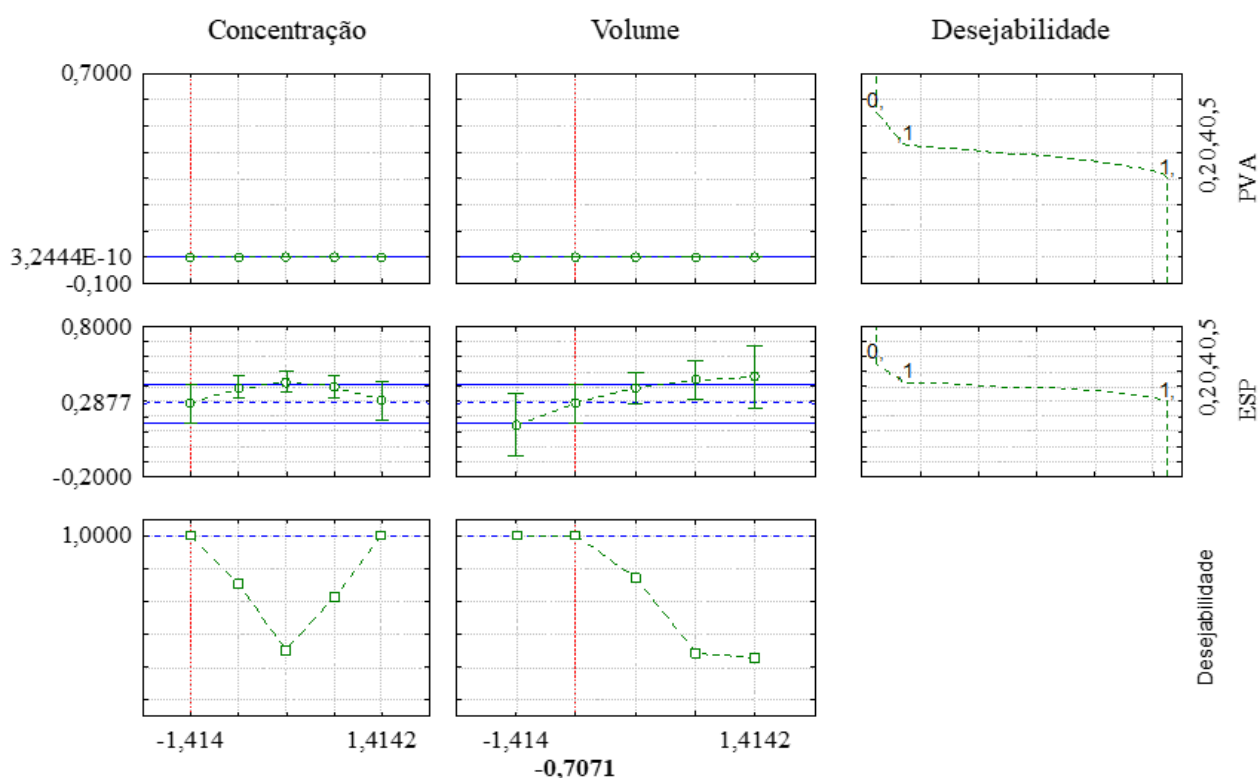 Concentração
Volume
Desejabilidade
0,7000
3,2444E-10
-0,100
0,
,1
1,
0,20,40,5
PVA
0,8000
0,2877
-0,2000
0,
,1
1,
0,20,40,5
ESP
1,0000
Desejabilidade
-1,414
1,4142
-1,414
1,4142
-0,7071